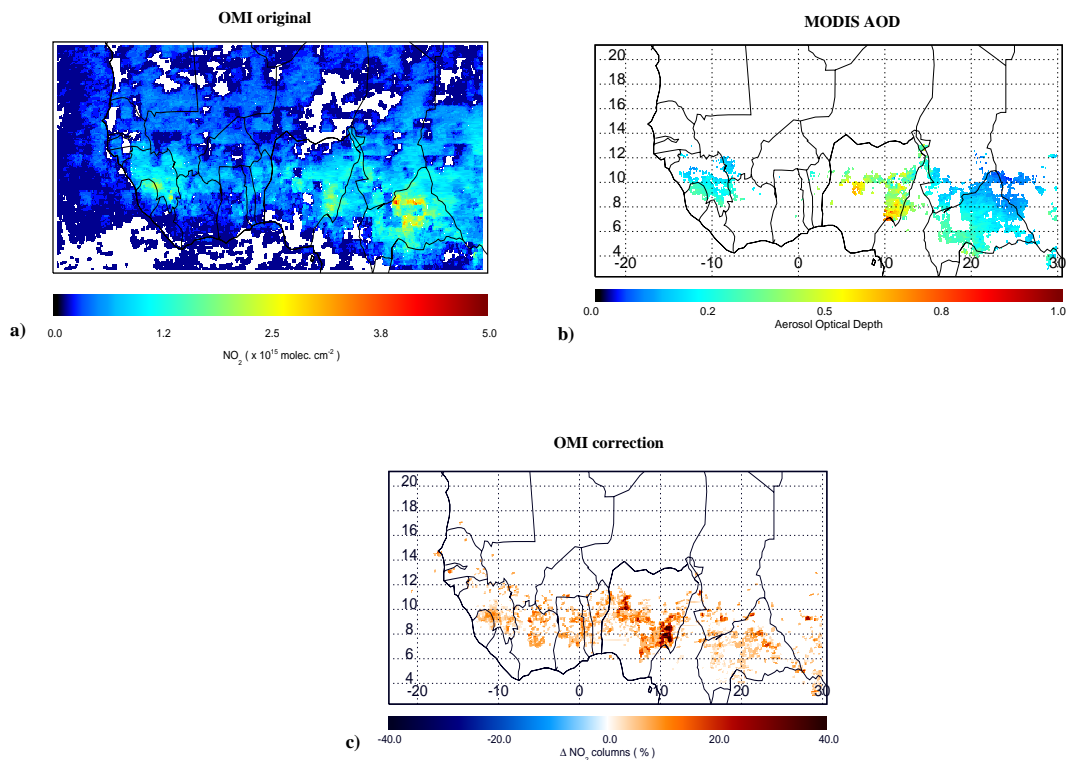 OMI original
0.0 1.2 2.5 3.8 5.0
NO2 ( x 10^15 molec. cm^-2 )
a)
MODIS AOD
20
18
16
14
12
10
8
6
4
-20 -10 0 10 20 30
0.0 0.2 0.5 0.8 1.0
Aerosol Optical Depth
b)
OMI correction
20
18
16
14
12
10
8
6
4
-20 -10 0 10 20 30
-40.0 -20.0 0.0 20.0 40.0
Δ NO2 columns ( % )
c)